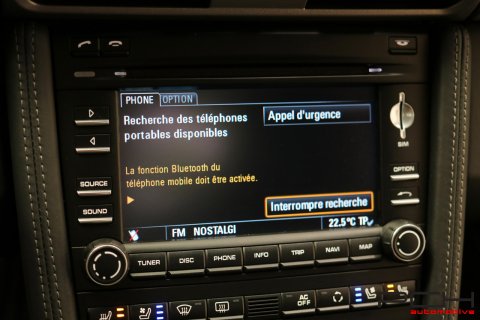 PHONE OPTION
Recherche des téléphones
portables disponibles
Appel d'urgence
La fonction Bluetooth du
téléphone mobile doit être activée.
Interrompre recherche
FM NOSTALGI 22.5°C TP
SIM
OPTION
SOURCE
SOUND
TUNER DISC PHONE INFO TRIP NAVI MAP
AC
OFF
automotive